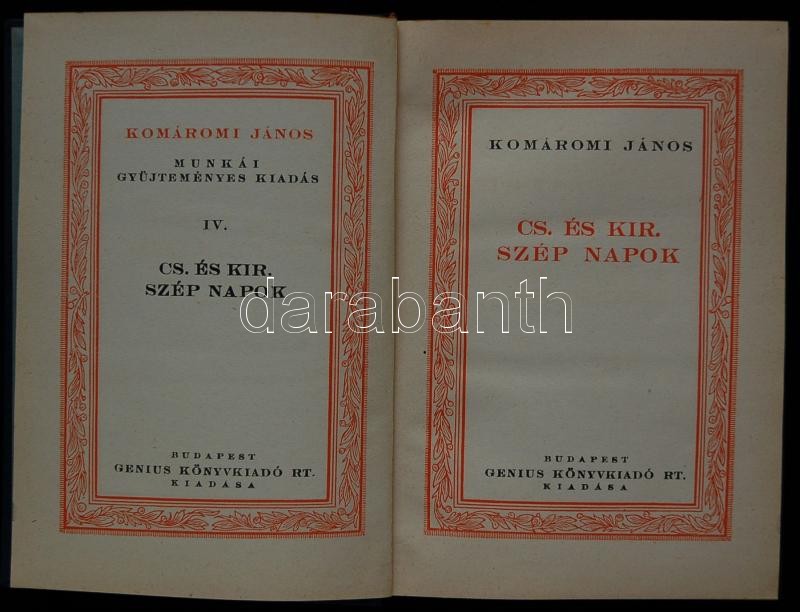 KOMÁROMI JÁNOS
MUNKÁI
GYŰJTEMÉNYES KIADÁS
IV.
CS. ÉS KIR.
SZÉP NAPOK
BUDAPEST
GENIUS KÖNYVKIADÓ RT.
KIADÁSA
KOMÁROMI JÁNOS
CS. ÉS KIR.
SZÉP NAPOK
BUDAPEST
GENIUS KÖNYVKIADÓ RT.
KIADÁSA
darabanth